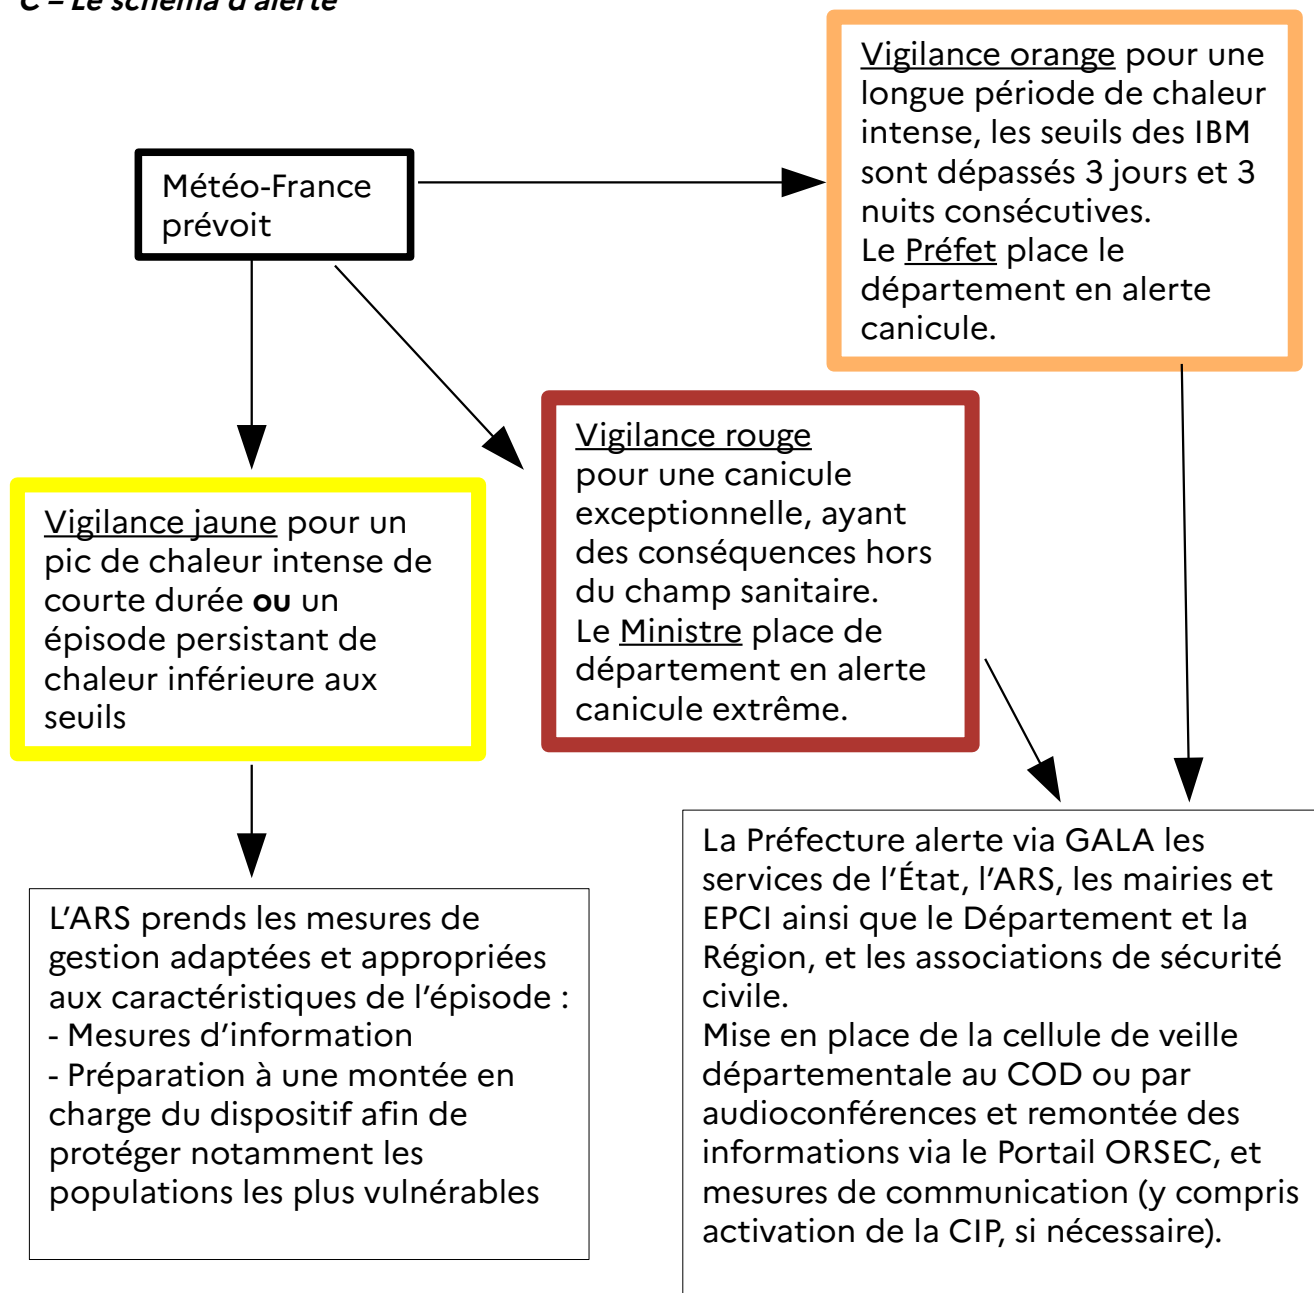 C – Le schéma d'alerte
Météo-France
prévoit
Vigilance orange pour une
longue période de chaleur
intense, les seuils des IBM
sont dépassés 3 jours et 3
nuits consécutives.
Le Préfet place le
département en alerte
canicule.
Vigilance jaune pour un
pic de chaleur intense de
courte durée ou un
épisode persistant de
chaleur inférieure aux
seuils
Vigilance rouge
pour une canicule
exceptionnelle, ayant
des conséquences hors
du champ sanitaire.
Le Ministre place de
département en alerte
canicule extrême.
L'ARS prends les mesures de
gestion adaptées et appropriées
aux caractéristiques de l'épisode :
- Mesures d'information
- Préparation à une montée en
charge du dispositif afin de
protéger notamment les
populations les plus vulnérables
La Préfecture alerte via GALA les
services de l'État, l'ARS, les mairies et
EPCI ainsi que le Département et la
Région, et les associations de sécurité
civile.
Mise en place de la cellule de veille
départementale au COD ou par
audioconférences et remontée des
informations via le Portail ORSEC, et
mesures de communication (y compris
activation de la CIP, si nécessaire).